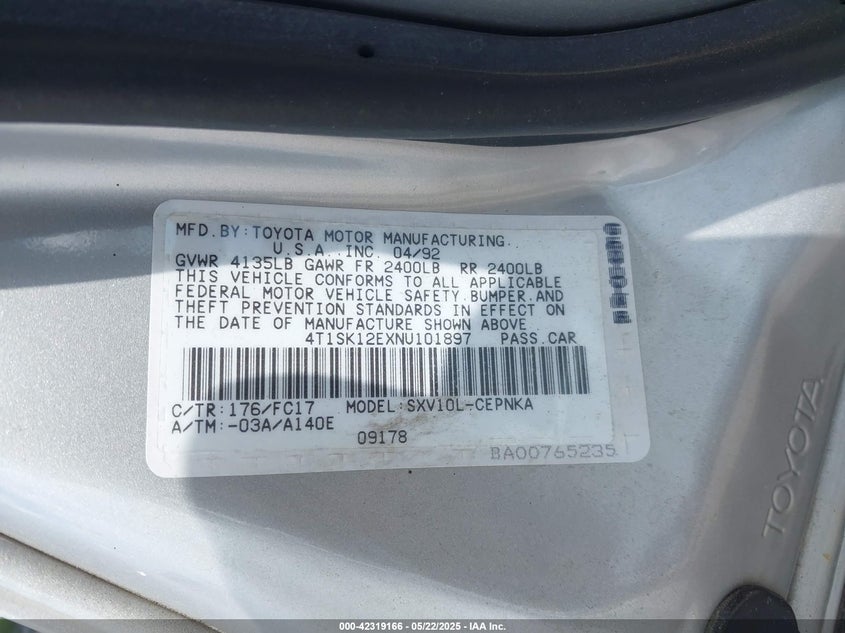 MFD.BY:TOYOTA MOTOR MANUFACTURING.
U.S.A.,INC. 04/92
GVWR 4135LB GAWR FR 2400LB RR 2400LB
THIS VEHICLE CONFORMS TO ALL APPLICABLE
FEDERAL MOTOR VEHICLE SAFETY.BUMPER.AND
THEFT PREVENTION STANDARDS IN EFFECT ON
THE DATE OF MANUFACTURE SHOWN ABOVE.
4T1SK12EXNU101897 PASS.CAR
C/TR:176/FC17 MODEL:SXV10L-CEPNKA
A/TM:-03A/A140E
09178
BA00765235
TOYOTA
000-42319166 - 05/22/2025 - IAA Inc.